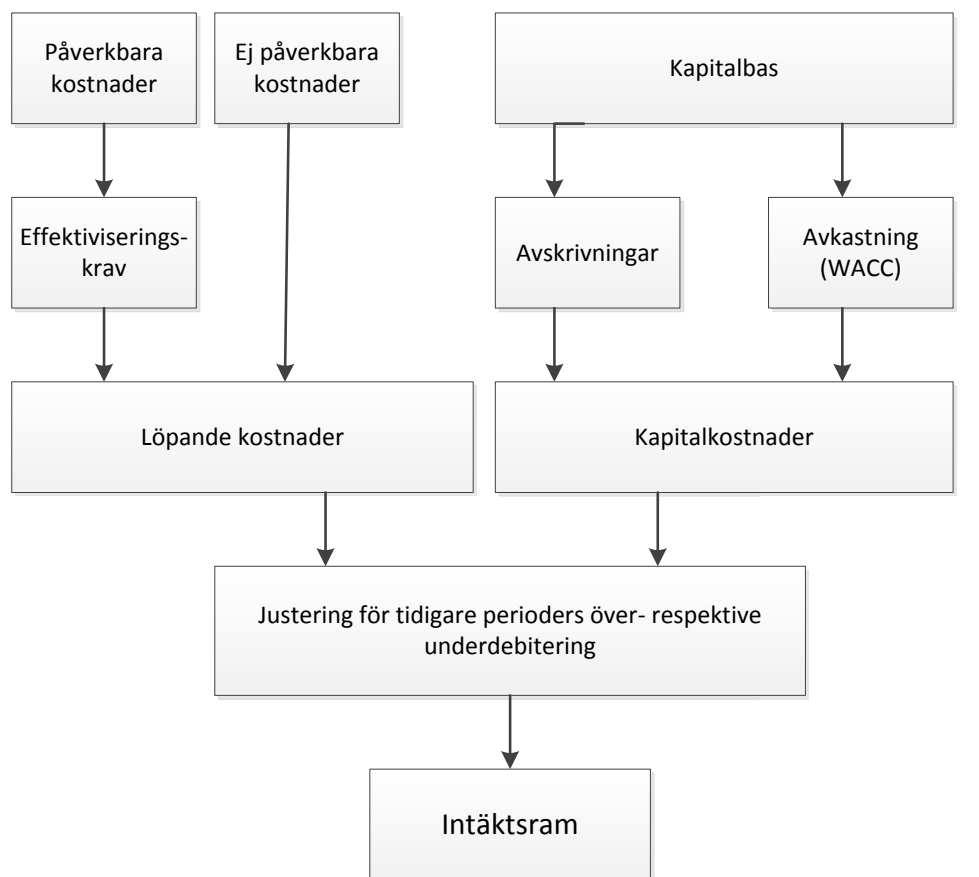 Påverkbara
kostnader
Ej påverkbara
kostnader
Kapitalbas
Effektiviserings-
krav
Avskrivningar
Avkastning
(WACC)
Löpande kostnader
Kapitalkostnader
Justering för tidigare perioders över- respektive
underdebitering
Intäktsram